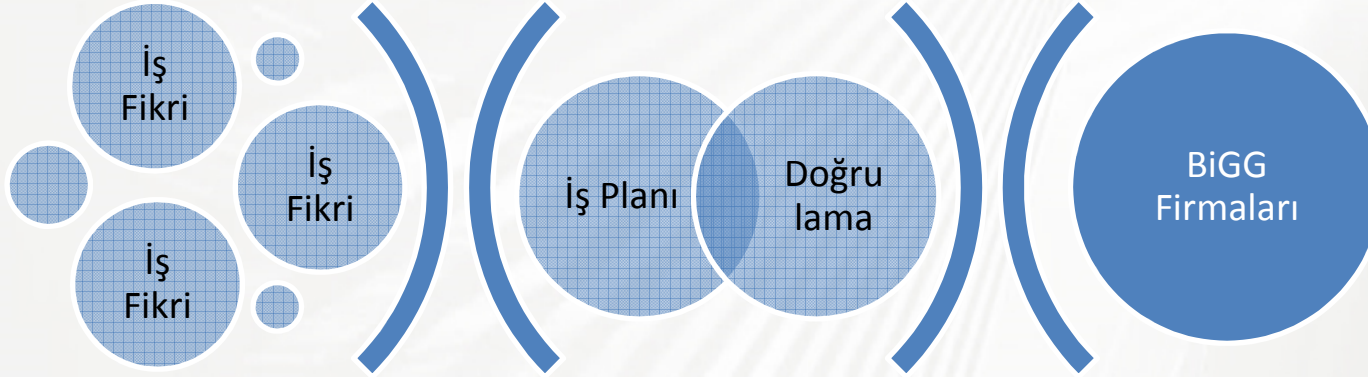 İş
Fikri
İş
Fikri
İş
Fikri
İş Planı
Doğru
lama
BiGG
Firmaları